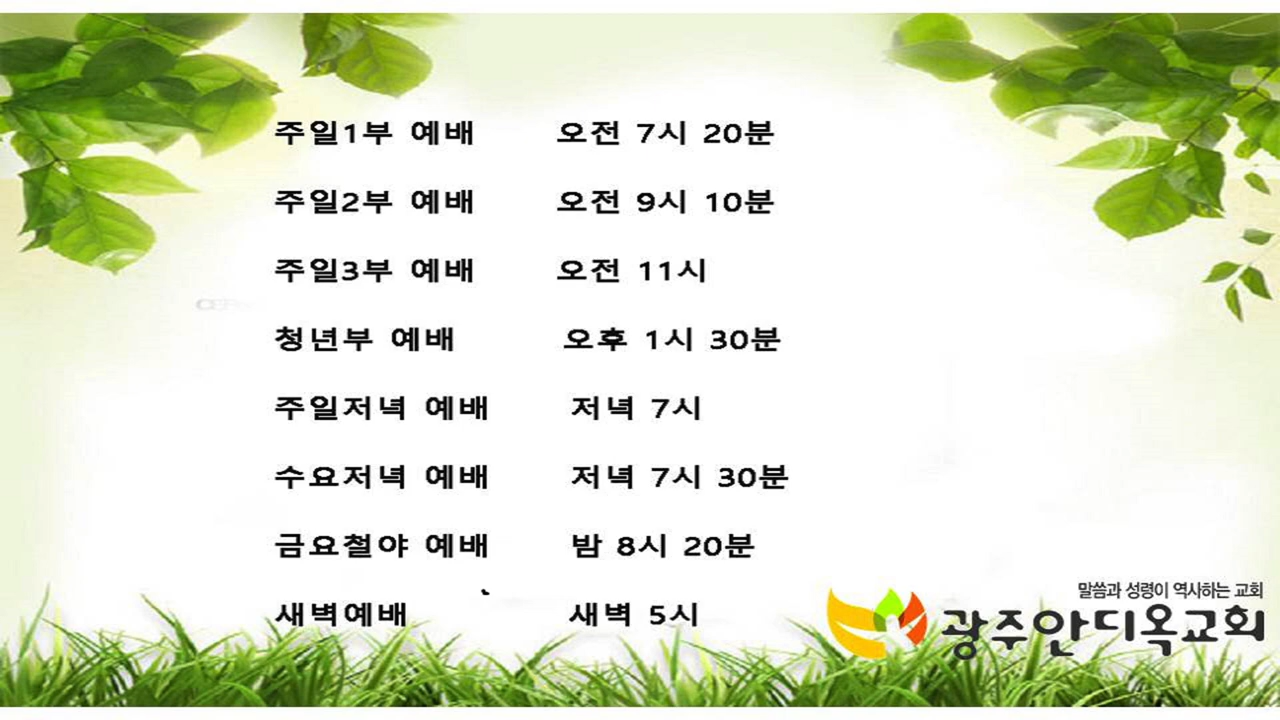 주일1부 예배 오전 7시 20분
주일2부 예배 오전 9시 10분
주일3부 예배 오전 11시
청년부 예배 오후 1시 30분
주일저녁 예배 저녁 7시
수요저녁 예배 저녁 7시 30분
금요철야 예배 밤 8시 20분
새벽예배 새벽 5시
말씀과 성령이 역사하는 교회
광주안디옥교회